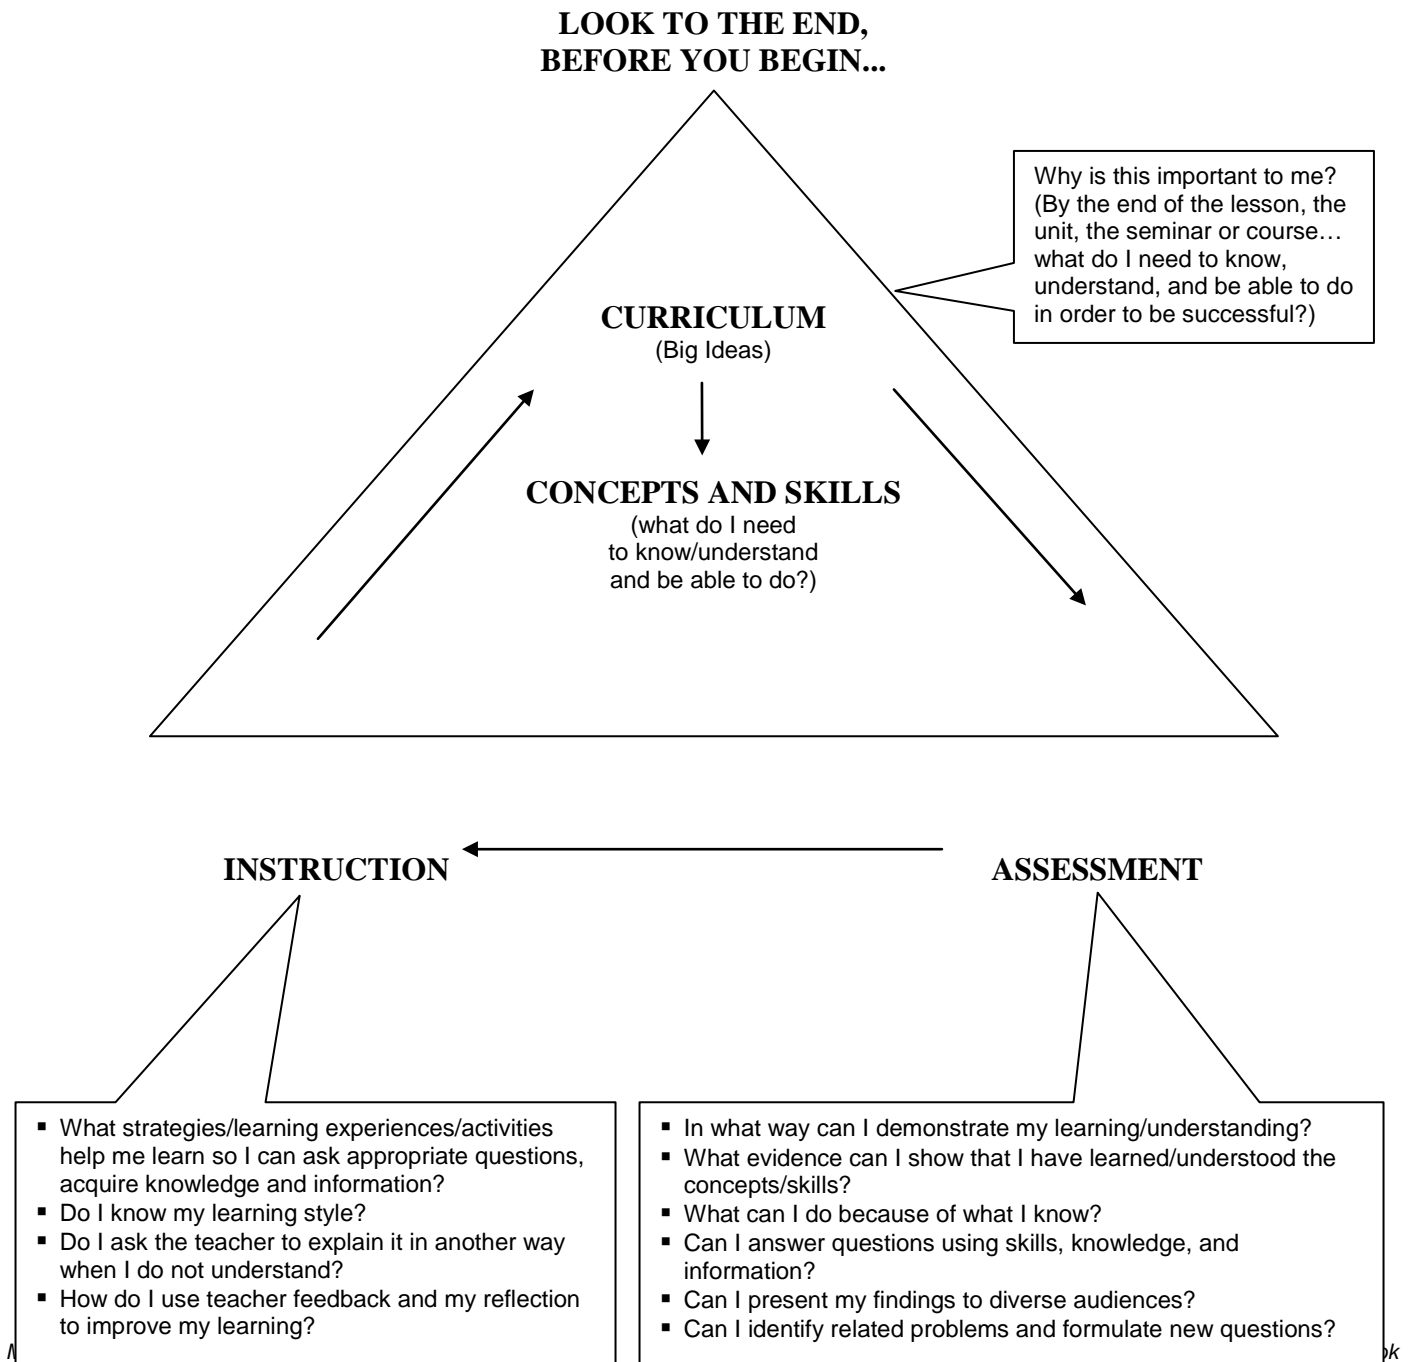 LOOK TO THE END,
BEFORE YOU BEGIN...
Why is this important to me?
(By the end of the lesson, the
unit, the seminar or course…
what do I need to know,
understand, and be able to do
in order to be successful?)
CURRICULUM
(Big Ideas)
CONCEPTS AND SKILLS
(what do I need
to know/understand
and be able to do?)
INSTRUCTION
ASSESSMENT
▪ What strategies/learning experiences/activities
help me learn so I can ask appropriate questions,
acquire knowledge and information?
▪ Do I know my learning style?
▪ Do I ask the teacher to explain it in another way
when I do not understand?
▪ How do I use teacher feedback and my reflection
to improve my learning?
▪ In what way can I demonstrate my learning/understanding?
▪ What evidence can I show that I have learned/understood the
concepts/skills?
▪ What can I do because of what I know?
▪ Can I answer questions using skills, knowledge, and
information?
▪ Can I present my findings to diverse audiences?
▪ Can I identify related problems and formulate new questions?